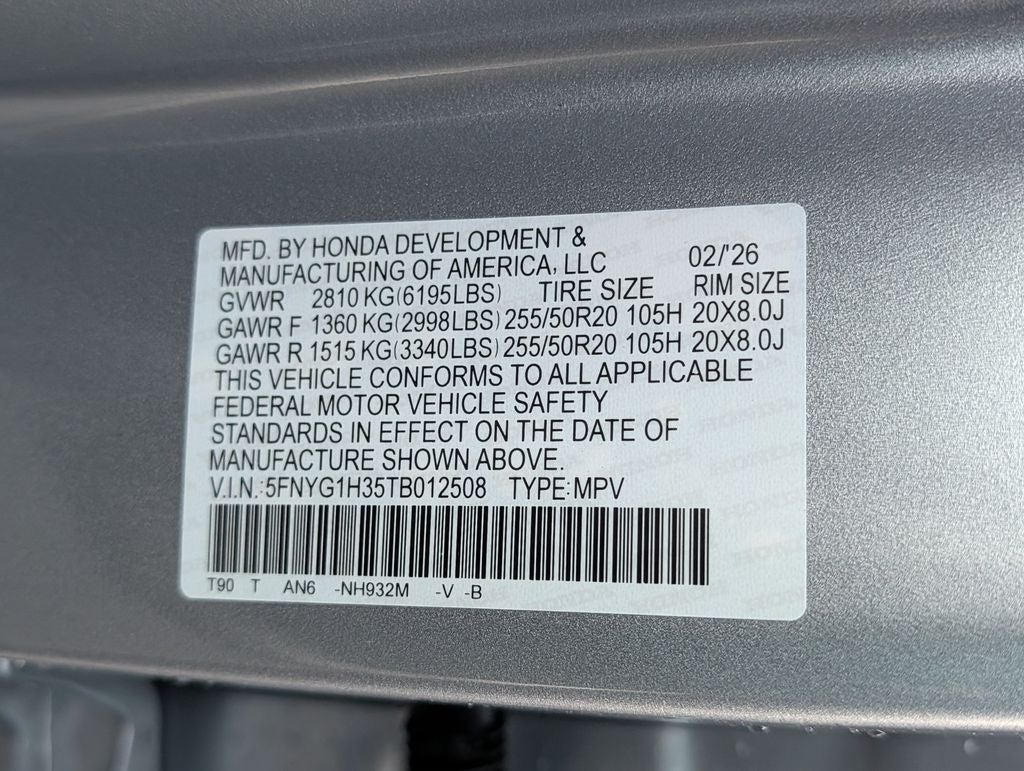 MFD. BY HONDA DEVELOPMENT &
MANUFACTURING OF AMERICA, LLC 02/'26
GVWR 2810 KG(6195LBS) TIRE SIZE RIM SIZE
GAWR F 1360 KG(2998LBS) 255/50R20 105H 20X8.0J
GAWR R 1515 KG(3340LBS) 255/50R20 105H 20X8.0J
THIS VEHICLE CONFORMS TO ALL APPLICABLE
FEDERAL MOTOR VEHICLE SAFETY
STANDARDS IN EFFECT ON THE DATE OF
MANUFACTURE SHOWN ABOVE.
V.I.N.:5FNYG1H35TB012508 TYPE:MPV
T90 T AN6 -NH932M -V -B